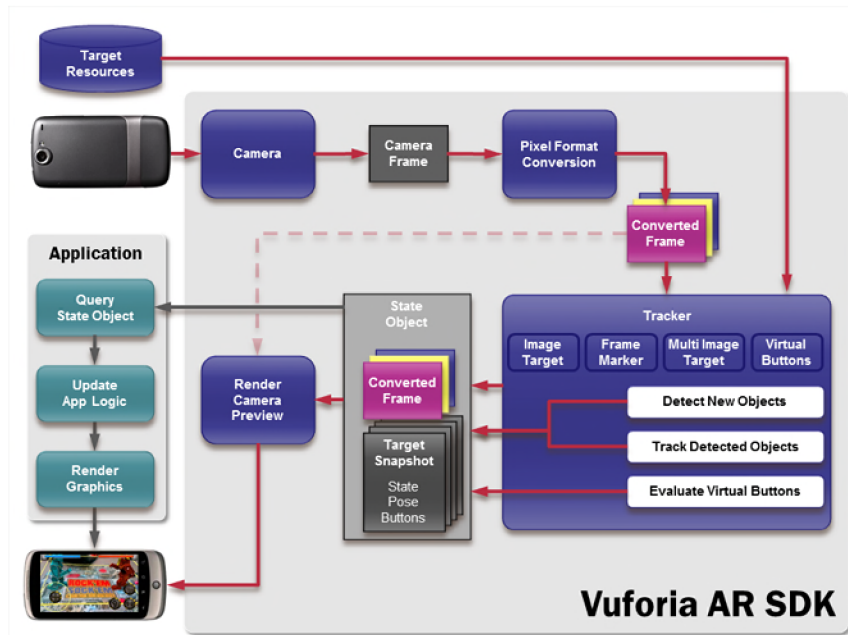 Target
Resources
Camera
Camera
Frame
Pixel Format
Conversion
Converted
Frame
Application
Query
State Object
Update
App Logic
Render
Graphics
Render
Camera
Preview
State
Object
Converted
Frame
Target
Snapshot
State
Pose
Buttons
Tracker
Image
Target
Frame
Marker
Multi Image
Target
Virtual
Buttons
Detect New Objects
Track Detected Objects
Evaluate Virtual Buttons
Vuforia AR SDK